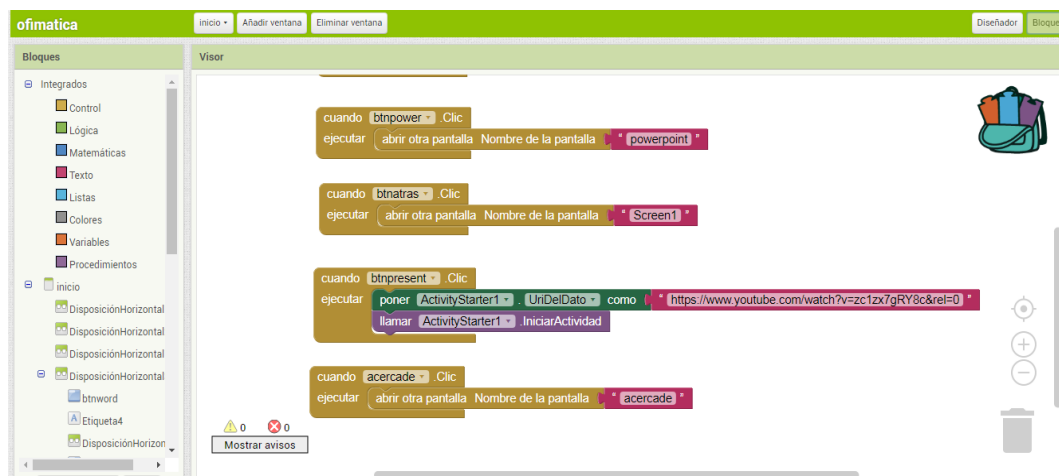 ofimatica
inicio
Añadir ventana
Eliminar ventana
Diseñador
Bloque
Bloques
Visor
Integrados
Control
Lógica
Matemáticas
Texto
Listas
Colores
Variables
Procedimientos
inicio
DisposiciónHorizontal
DisposiciónHorizontal
DisposiciónHorizontal
DisposiciónHorizontal
btnword
Etiqueta4
DisposiciónHorizon
cuando btnpower .Clic
ejecutar abrir otra pantalla Nombre de la pantalla " powerpoint "
cuando btnatras .Clic
ejecutar abrir otra pantalla Nombre de la pantalla " Screen1 "
cuando btnpresent .Clic
ejecutar poner ActivityStarter1 . UriDelDato como " https://www.youtube.com/watch?v=zc1zx7gRY8c&rel=0 "
llamar ActivityStarter1 .IniciarActividad
cuando acercade .Clic
ejecutar abrir otra pantalla Nombre de la pantalla " acercade "
0 0
Mostrar avisos